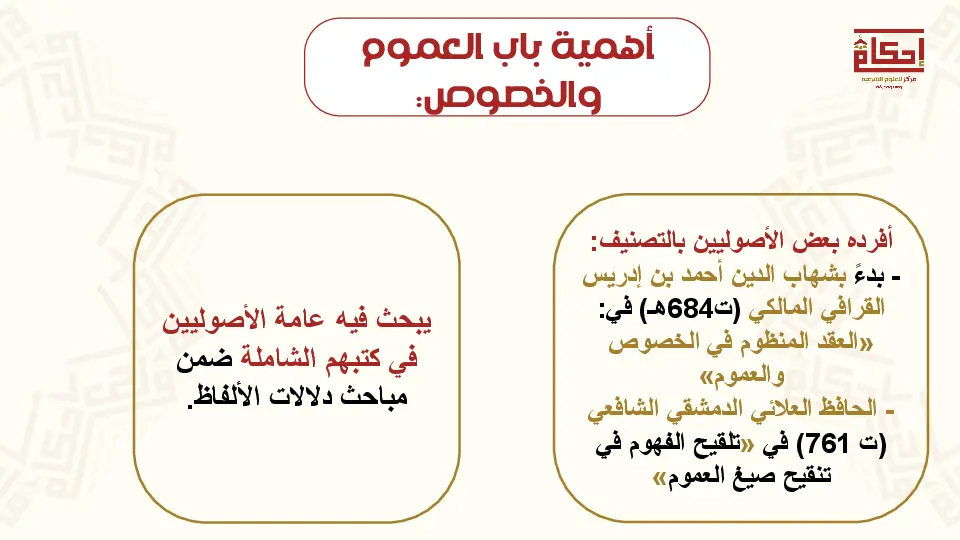 أهمية باب العموم
والخصوص:
إحكام
مركز للعلوم الشرعية
أفرده بعض الأصوليين بالتصنيف:
- بدءً بشهاب الدين أحمد بن إدريس
القرافي المالكي (ت684هـ) في:
«العقد المنظوم في الخصوص
والعموم»
- الحافظ العلائي الدمشقي الشافعي
(ت 761) في «تلقيح الفهوم في
تنقيح صيغ العموم»
يبحث فيه عامة الأصوليين
في كتبهم الشاملة ضمن
مباحث دلالات الألفاظ.